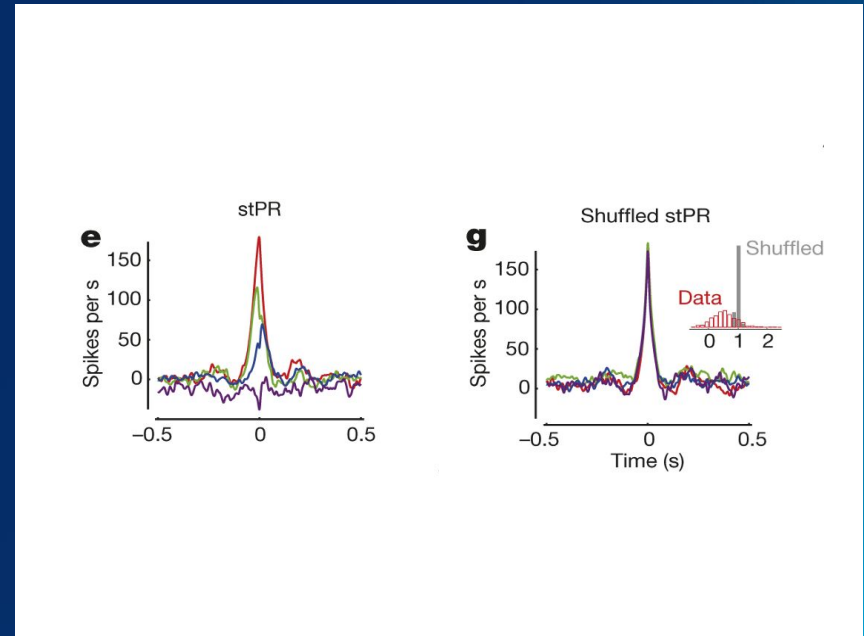 e
stPR
150
100
50
0
Spikes per s
−0.5
0
0.5
g
Shuffled stPR
150
100
50
0
Spikes per s
Shuffled
Data
0 1 2
−0.5
0
0.5
Time (s)